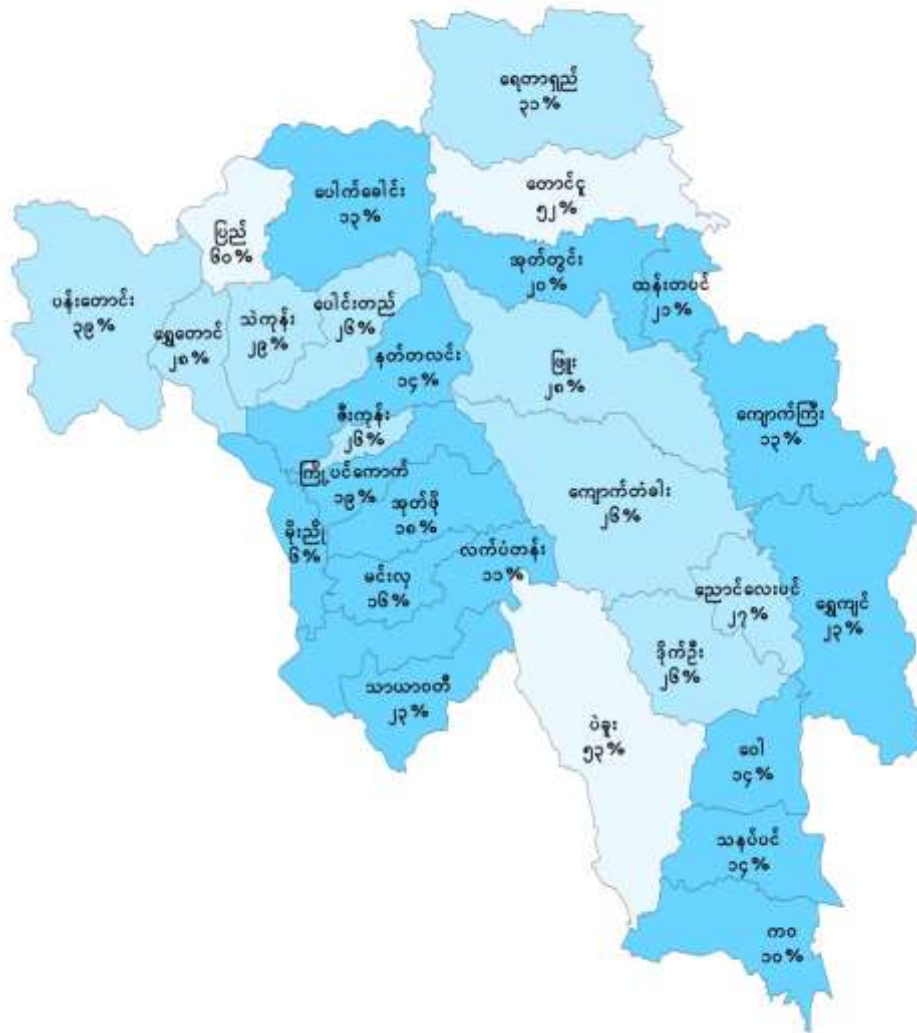 ရေတာရှည်
၃၁%
တောင်ငူ
၅၂%
ပေါက်ခေါင်း
၁၃%
ပြည်
၆၀%
အုတ်တွင်း
၂၀%
ထန်းတပင်
၂၁%
ပန်းတောင်း
၃၉%
ရွှေတောင်
၂၈%
သဲကုန်း
၂၉%
ပေါင်းတည်
၂၆%
နတ်တလင်း
၁၄%
ဖြူး
၂၈%
ကျောက်ကြီး
၁၃%
ဇီးကုန်း
၂၆%
ကြို့ပင်ကောက်
၁၉%
အုတ်ဖို
၁၈%
ကျောက်တံခါး
၂၆%
မိုးညို
၆%
လက်ပံတန်း
၁၁%
မင်းလှ
၁၆%
ညောင်လေးပင်
၂၇%
ရွှေကျင်
၂၃%
ဒိုက်ဦး
၂၆%
သာယာဝတီ
၂၃%
ပဲခူး
၅၃%
ဝေါ
၁၄%
သနပ်ပင်
၁၄%
ကဝ
၁၀%